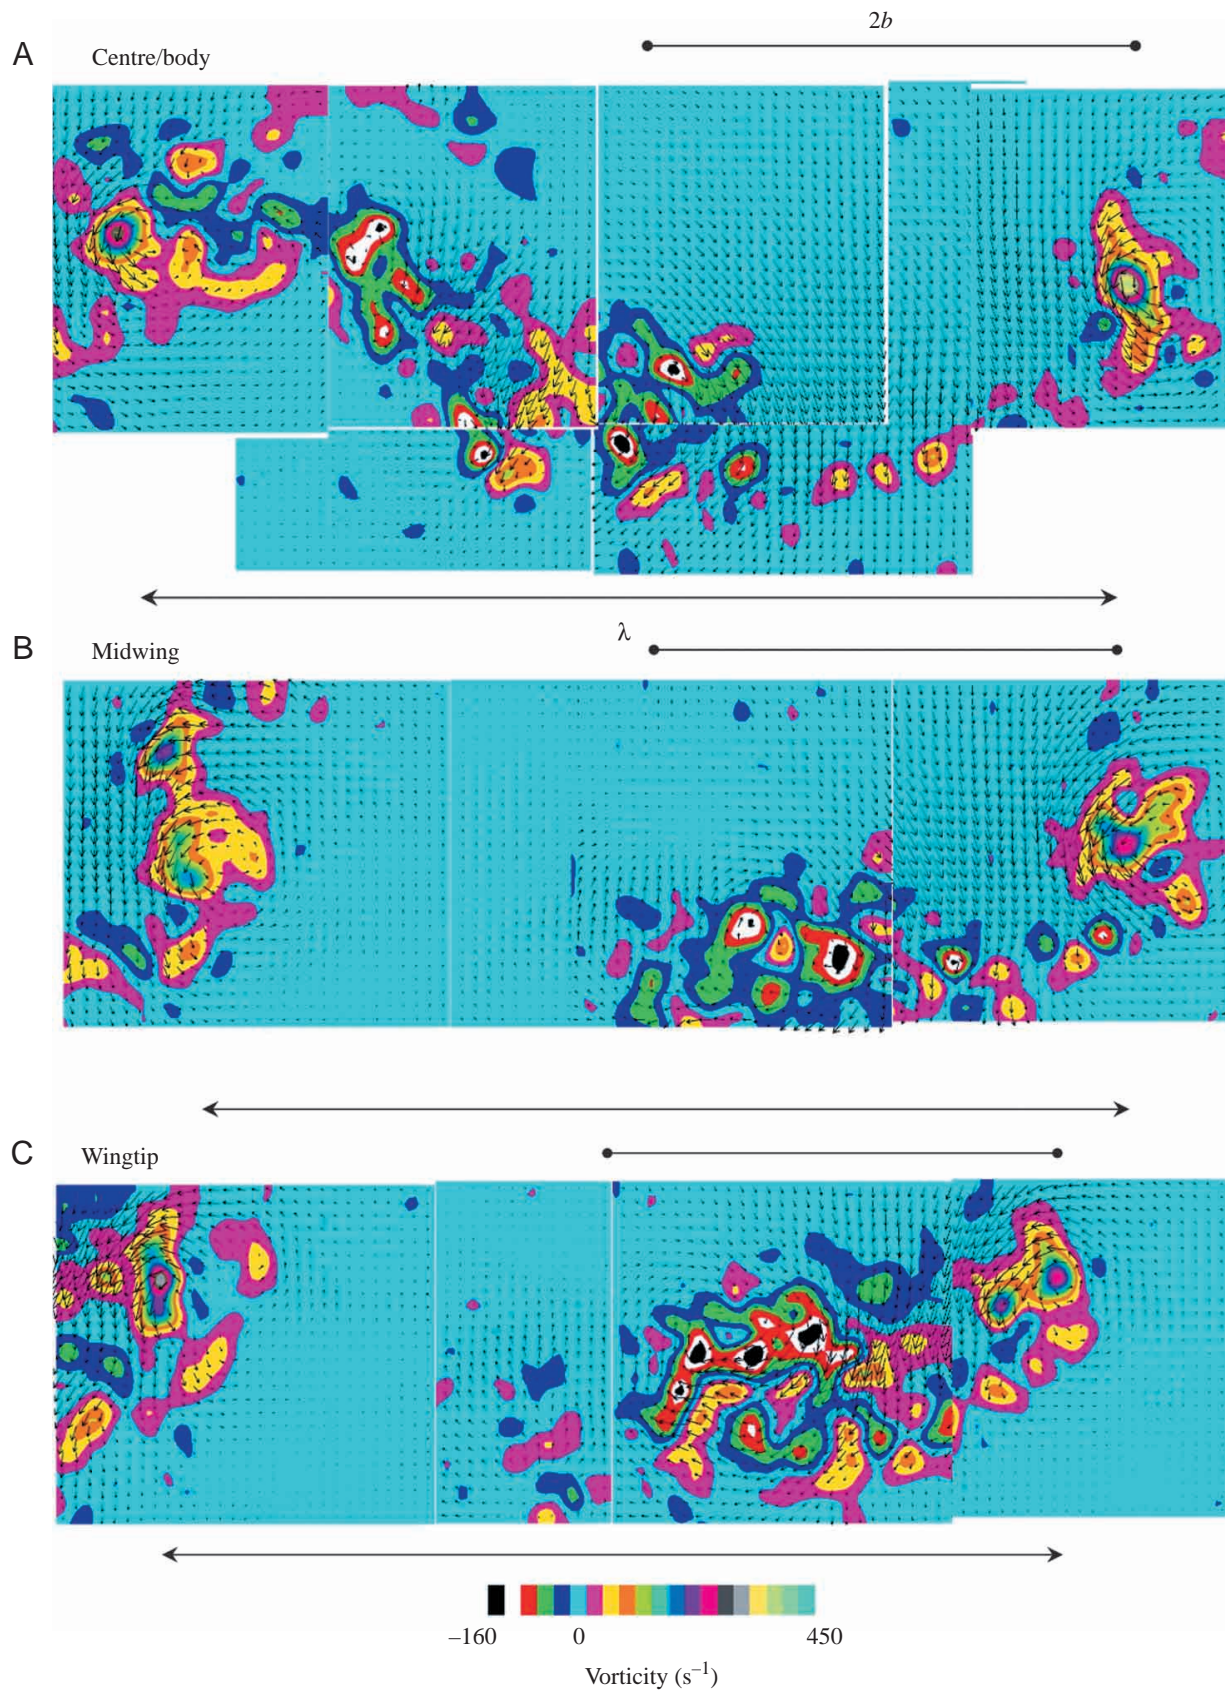 2b
A
Centre/body
λ
B
Midwing
C
Wingtip
–160 0 450
Vorticity (s⁻¹)